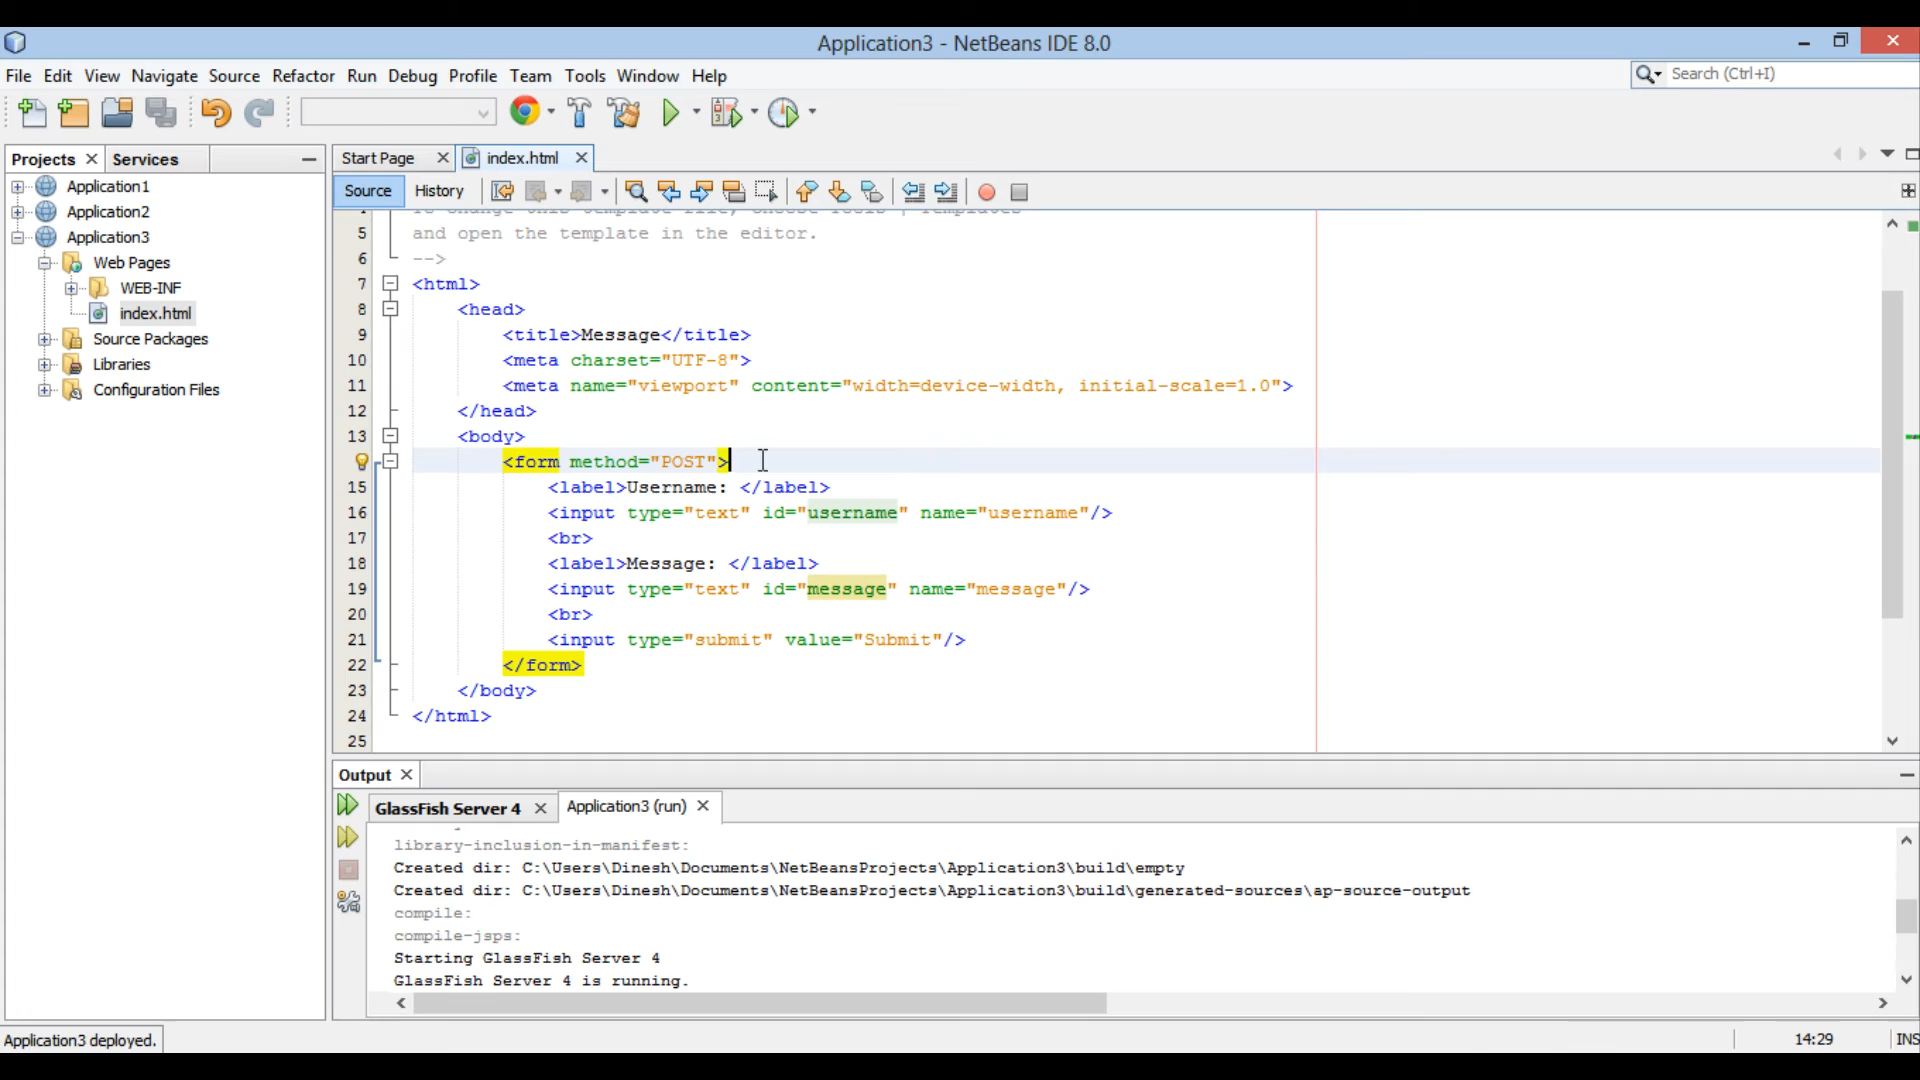 Application3 - NetBeans IDE 8.0
File Edit View Navigate Source Refactor Run Debug Profile Team Tools Window Help
Search (Ctrl+I)
Projects Services
Start Page index.html
Source History
Application1
Application2
Application3
Web Pages
WEB-INF
index.html
Source Packages
Libraries
Configuration Files
To change this template file, choose Tools | Templates
5 and open the template in the editor.
6 -->
7 <html>
8 <head>
9 <title>Message</title>
10 <meta charset="UTF-8">
11 <meta name="viewport" content="width=device-width, initial-scale=1.0">
12 </head>
13 <body>
<form method="POST">
15 <label>Username: </label>
16 <input type="text" id="username" name="username"/>
17 <br>
18 <label>Message: </label>
19 <input type="text" id="message" name="message"/>
20 <br>
21 <input type="submit" value="Submit"/>
22 </form>
23 </body>
24 </html>
25
Output
GlassFish Server 4 Application3 (run)
library-inclusion-in-manifest:
Created dir: C:\Users\Dinesh\Documents\NetBeansProjects\Application3\build\empty
Created dir: C:\Users\Dinesh\Documents\NetBeansProjects\Application3\build\generated-sources\ap-source-output
compile:
compile-jsps:
Starting GlassFish Server 4
GlassFish Server 4 is running.
Application3 deployed.
14:29 INS